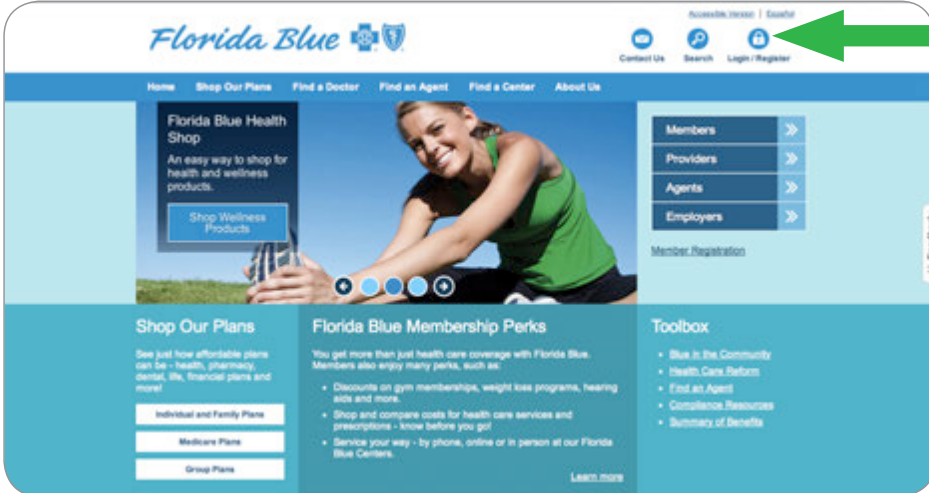 Accessible Version | Español
Florida Blue
Contact Us Search Login / Register
Home Shop Our Plans Find a Doctor Find an Agent Find a Center About Us
Florida Blue Health
Shop
An easy way to shop for
health and wellness
products.
Shop Wellness
Products
Members
Providers
Agents
Employers
Member Registration
Shop Our Plans
See just how affordable plans
can be - health, pharmacy,
dental, life, financial plans and
more!
Individual and Family Plans
Medicare Plans
Group Plans
Florida Blue Membership Perks
You get more than just health care coverage with Florida Blue.
Members also enjoy many perks, such as:
• Discounts on gym memberships, weight loss programs, hearing
aids and more.
• Shop and compare costs for health care services and
prescriptions - know before you go!
• Service your way - by phone, online or in person at our Florida
Blue Centers.
Learn more
Toolbox
• Blue in the Community
• Health Care Reform
• Find an Agent
• Compliance Resources
• Summary of Benefits